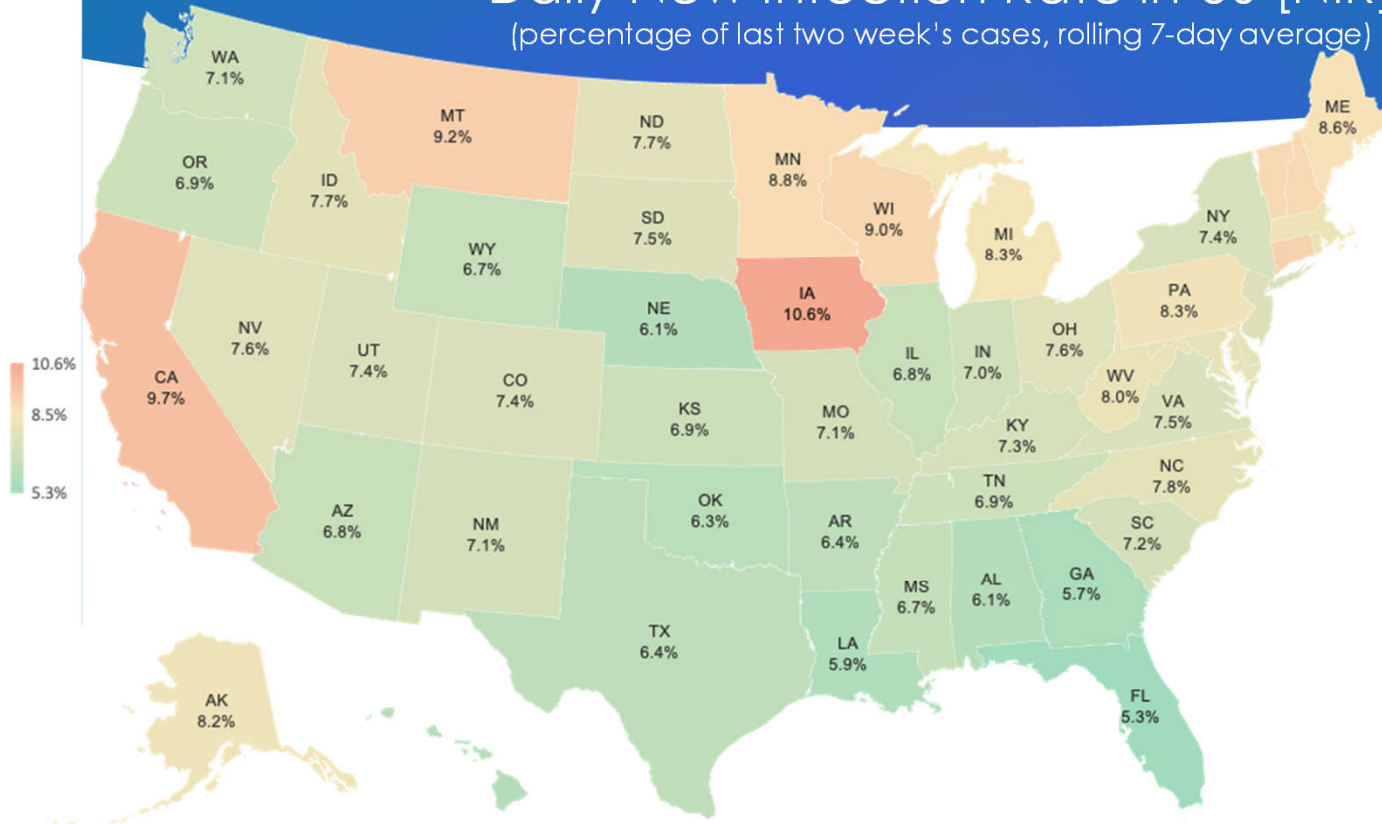 Daily New Infection Rate in US [NIR]
(percentage of last two week's cases, rolling 7-day average)
WA
7.1%
MT
9.2%
ND
7.7%
MN
8.8%
ME
8.6%
OR
6.9%
ID
7.7%
SD
7.5%
WI
9.0%
MI
8.3%
NY
7.4%
WY
6.7%
IA
10.6%
PA
8.3%
NE
6.1%
NV
7.6%
UT
7.4%
CO
7.4%
IL
6.8%
IN
7.0%
OH
7.6%
WV
8.0%
VA
7.5%
10.6%
8.5%
5.3%
CA
9.7%
KS
6.9%
MO
7.1%
KY
7.3%
NC
7.8%
TN
6.9%
AZ
6.8%
NM
7.1%
OK
6.3%
AR
6.4%
SC
7.2%
MS
6.7%
AL
6.1%
GA
5.7%
TX
6.4%
LA
5.9%
AK
8.2%
FL
5.3%